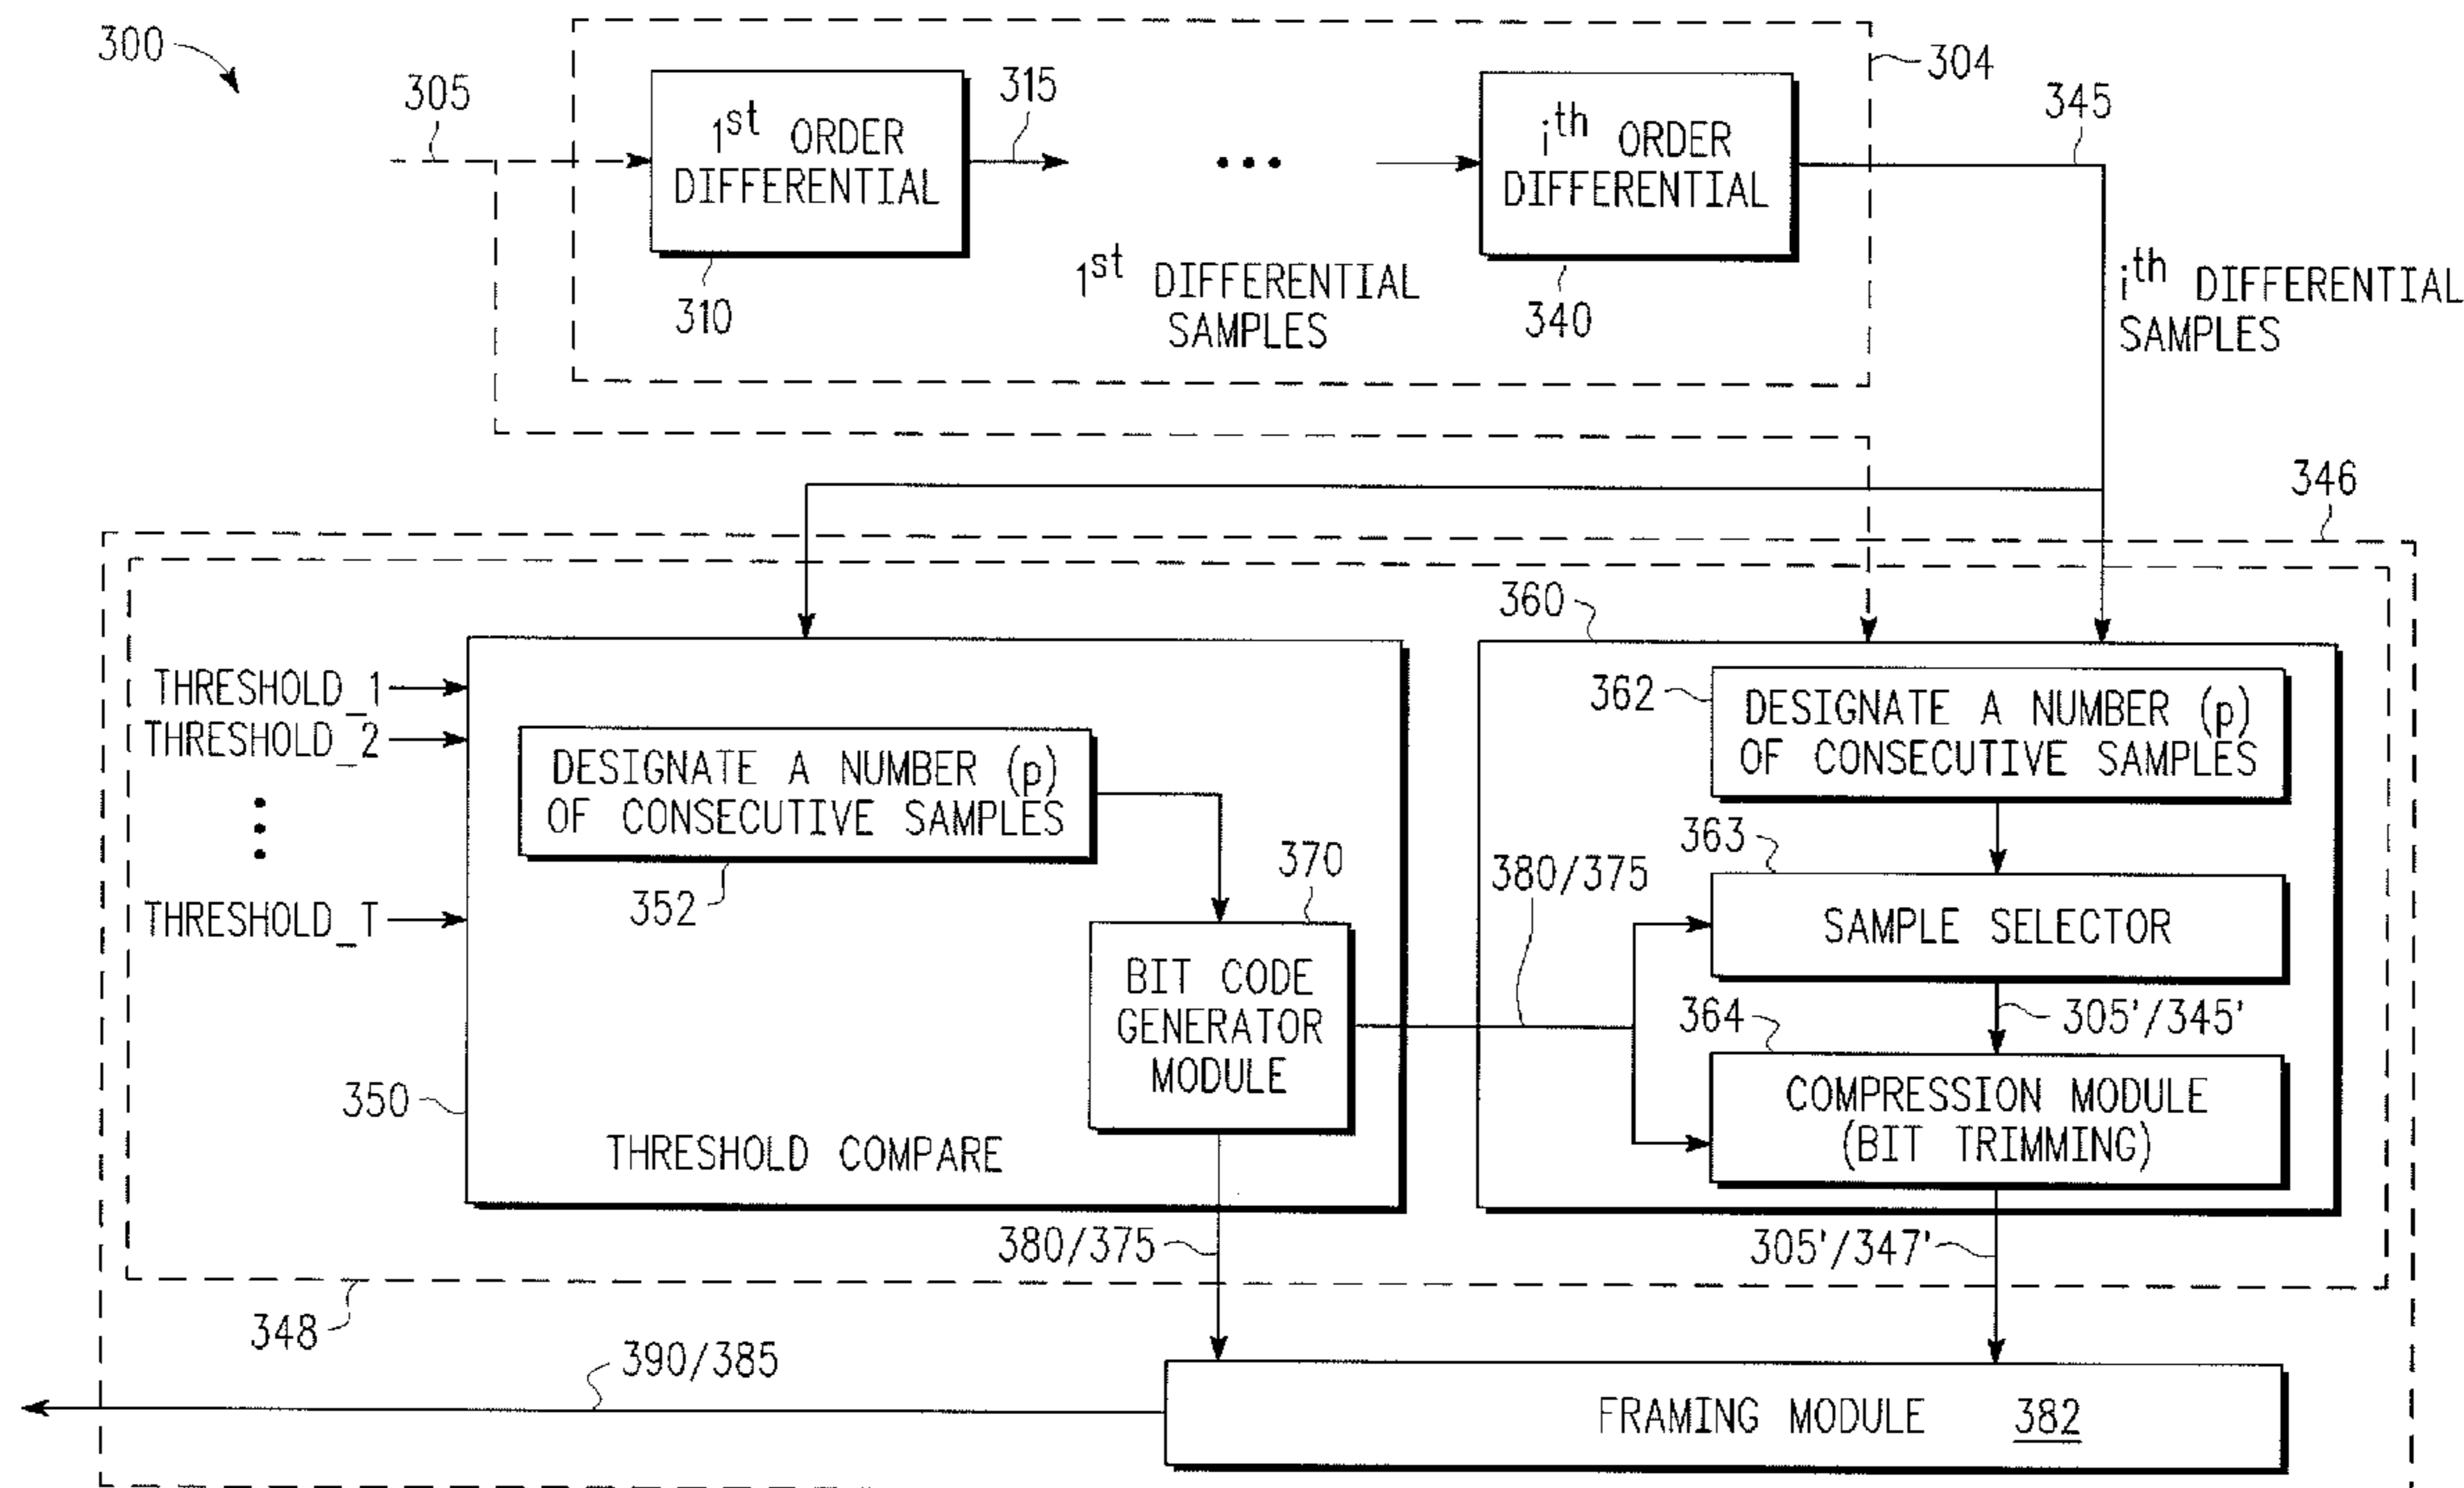 300
305
1st ORDER
DIFFERENTIAL
310
315
1st DIFFERENTIAL
SAMPLES
ith ORDER
DIFFERENTIAL
340
304
345
ith DIFFERENTIAL
SAMPLES
346
THRESHOLD_1
THRESHOLD_2
THRESHOLD_T
DESIGNATE A NUMBER (p)
OF CONSECUTIVE SAMPLES
352
370
BIT CODE
GENERATOR
MODULE
350
THRESHOLD COMPARE
360
362
DESIGNATE A NUMBER (p)
OF CONSECUTIVE SAMPLES
363
380/375
SAMPLE SELECTOR
364
305'/345'
COMPRESSION MODULE
(BIT TRIMMING)
380/375
305'/347'
348
390/385
FRAMING MODULE 382